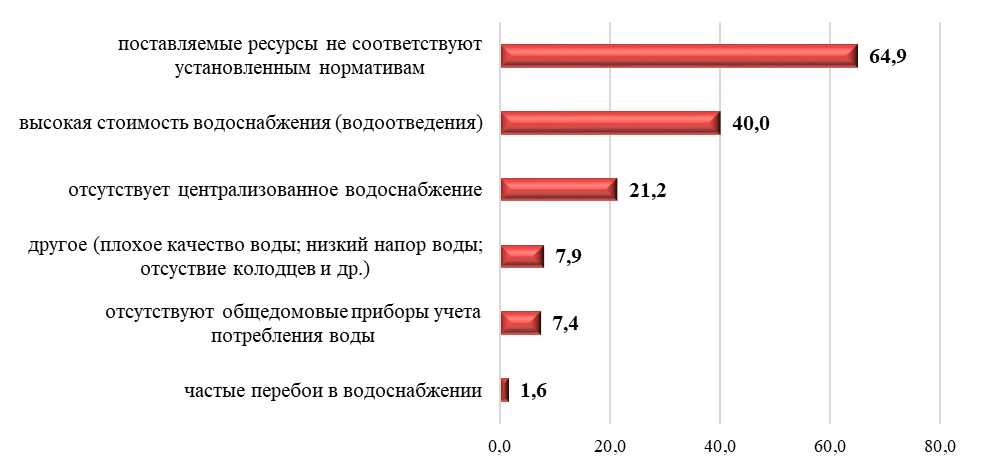 поставляемые ресурсы не соответствуют
установленным нормативам
64,9
высокая стоимость водоснабжения (водоотведения)
40,0
отсутствует централизованное водоснабжение
21,2
другое (плохое качество воды; низкий напор воды;
отсуствие колодцев и др.)
7,9
отсутствуют общедомовые приборы учета
потребления воды
7,4
частые перебои в водоснабжении
1,6
0,0 20,0 40,0 60,0 80,0